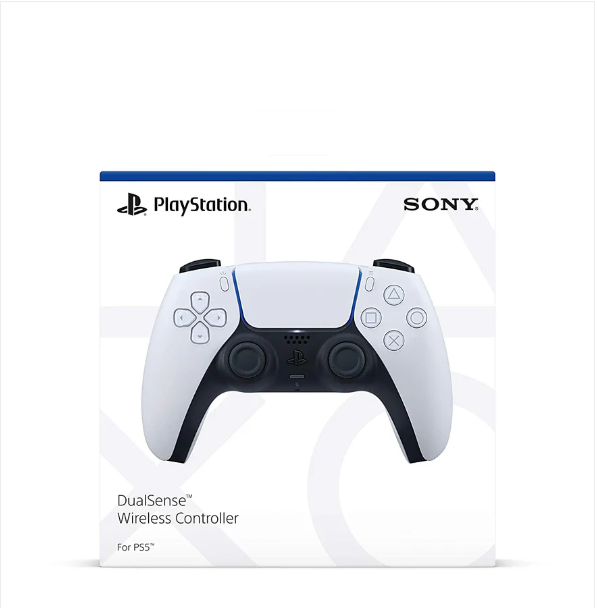 PlayStation.
SONY
DualSense™
Wireless Controller
For PS5™